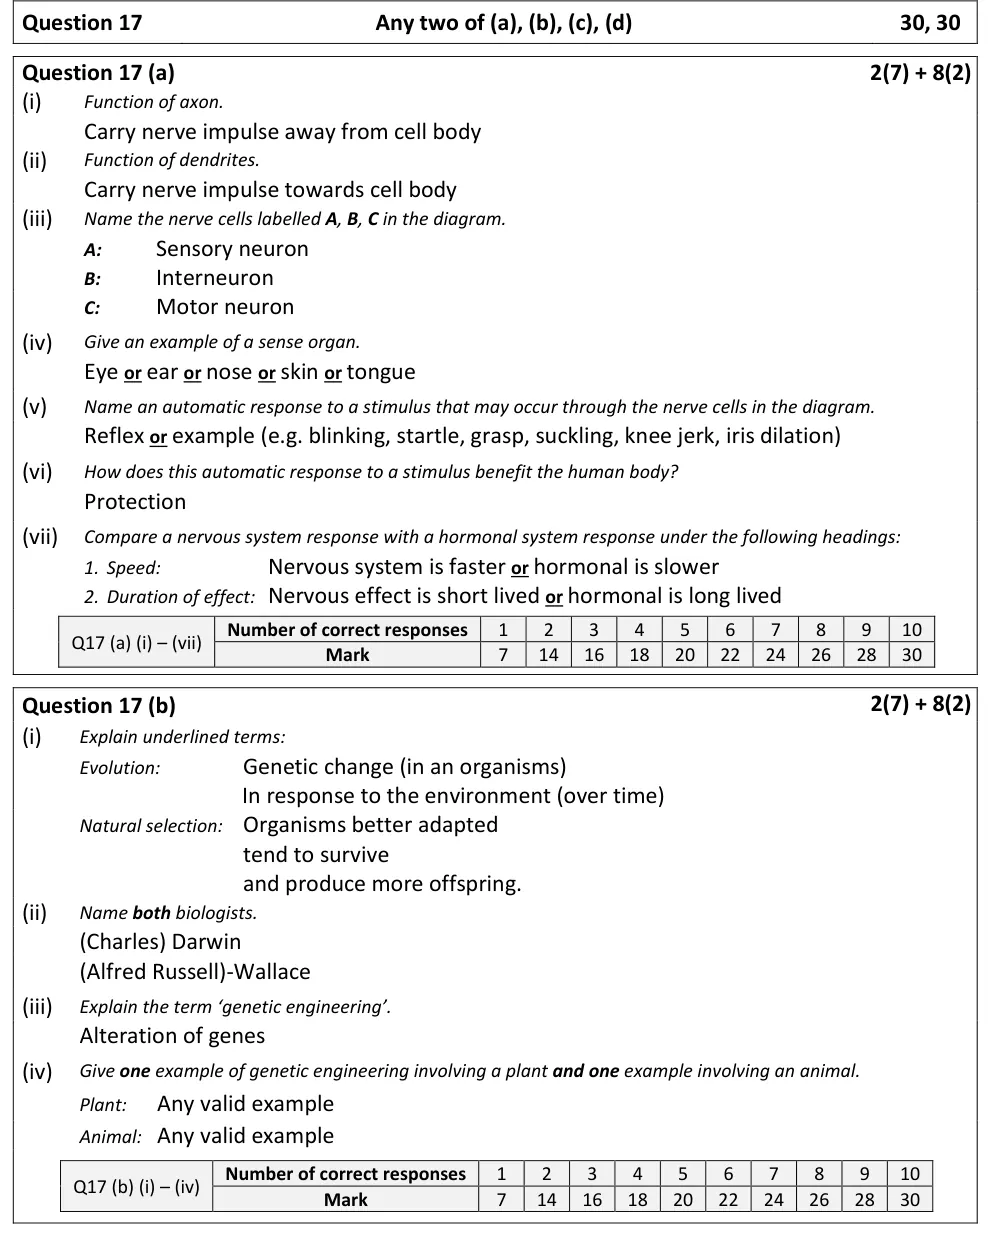 Question 17 Any two of (a), (b), (c), (d) 30, 30
Question 17 (a) 2(7) + 8(2)
(i) Function of axon.
Carry nerve impulse away from cell body
(ii) Function of dendrites.
Carry nerve impulse towards cell body
(iii) Name the nerve cells labelled A, B, C in the diagram.
A: Sensory neuron
B: Interneuron
C: Motor neuron
(iv) Give an example of a sense organ.
Eye or ear or nose or skin or tongue
(v) Name an automatic response to a stimulus that may occur through the nerve cells in the diagram.
Reflex or example (e.g. blinking, startle, grasp, suckling, knee jerk, iris dilation)
(vi) How does this automatic response to a stimulus benefit the human body?
Protection
(vii) Compare a nervous system response with a hormonal system response under the following headings:
1. Speed: Nervous system is faster or hormonal is slower
2. Duration of effect: Nervous effect is short lived or hormonal is long lived
Q17 (a) (i) – (vii)
Number of correct responses 1 2 3 4 5 6 7 8 9 10
Mark 7 14 16 18 20 22 24 26 28 30
Question 17 (b) 2(7) + 8(2)
(i) Explain underlined terms:
Evolution: Genetic change (in an organisms)
In response to the environment (over time)
Natural selection: Organisms better adapted
tend to survive
and produce more offspring.
(ii) Name both biologists.
(Charles) Darwin
(Alfred Russell)-Wallace
(iii) Explain the term ‘genetic engineering’.
Alteration of genes
(iv) Give one example of genetic engineering involving a plant and one example involving an animal.
Plant: Any valid example
Animal: Any valid example
Q17 (b) (i) – (iv)
Number of correct responses 1 2 3 4 5 6 7 8 9 10
Mark 7 14 16 18 20 22 24 26 28 30